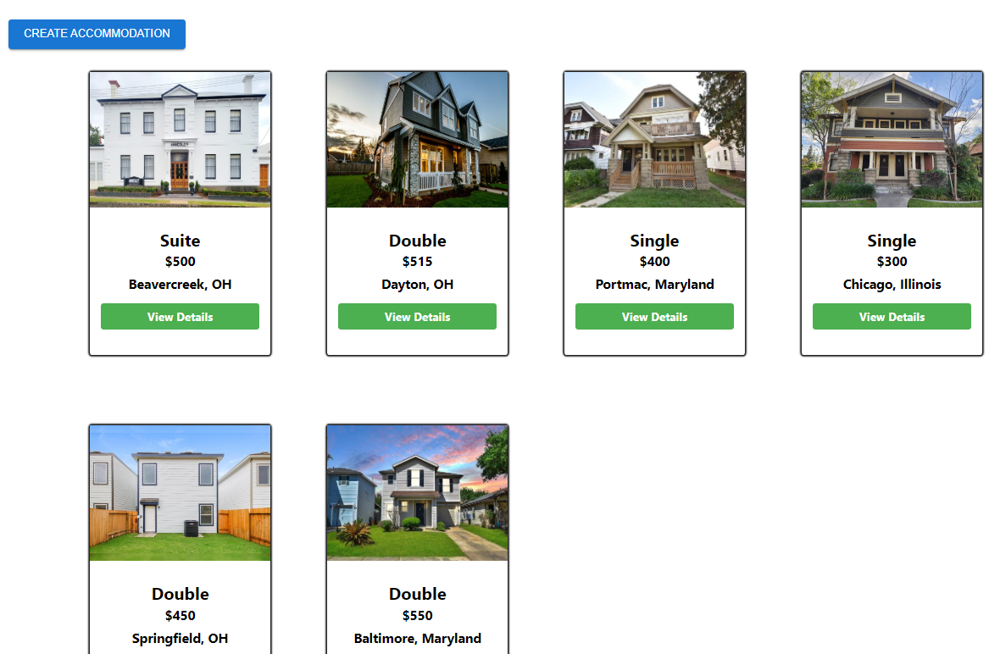 CREATE ACCOMMODATION
Suite
$500
Beavercreek, OH
View Details
Double
$515
Dayton, OH
View Details
Single
$400
Portmac, Maryland
View Details
Single
$300
Chicago, Illinois
View Details
Double
$450
Springfield, OH
Double
$550
Baltimore, Maryland